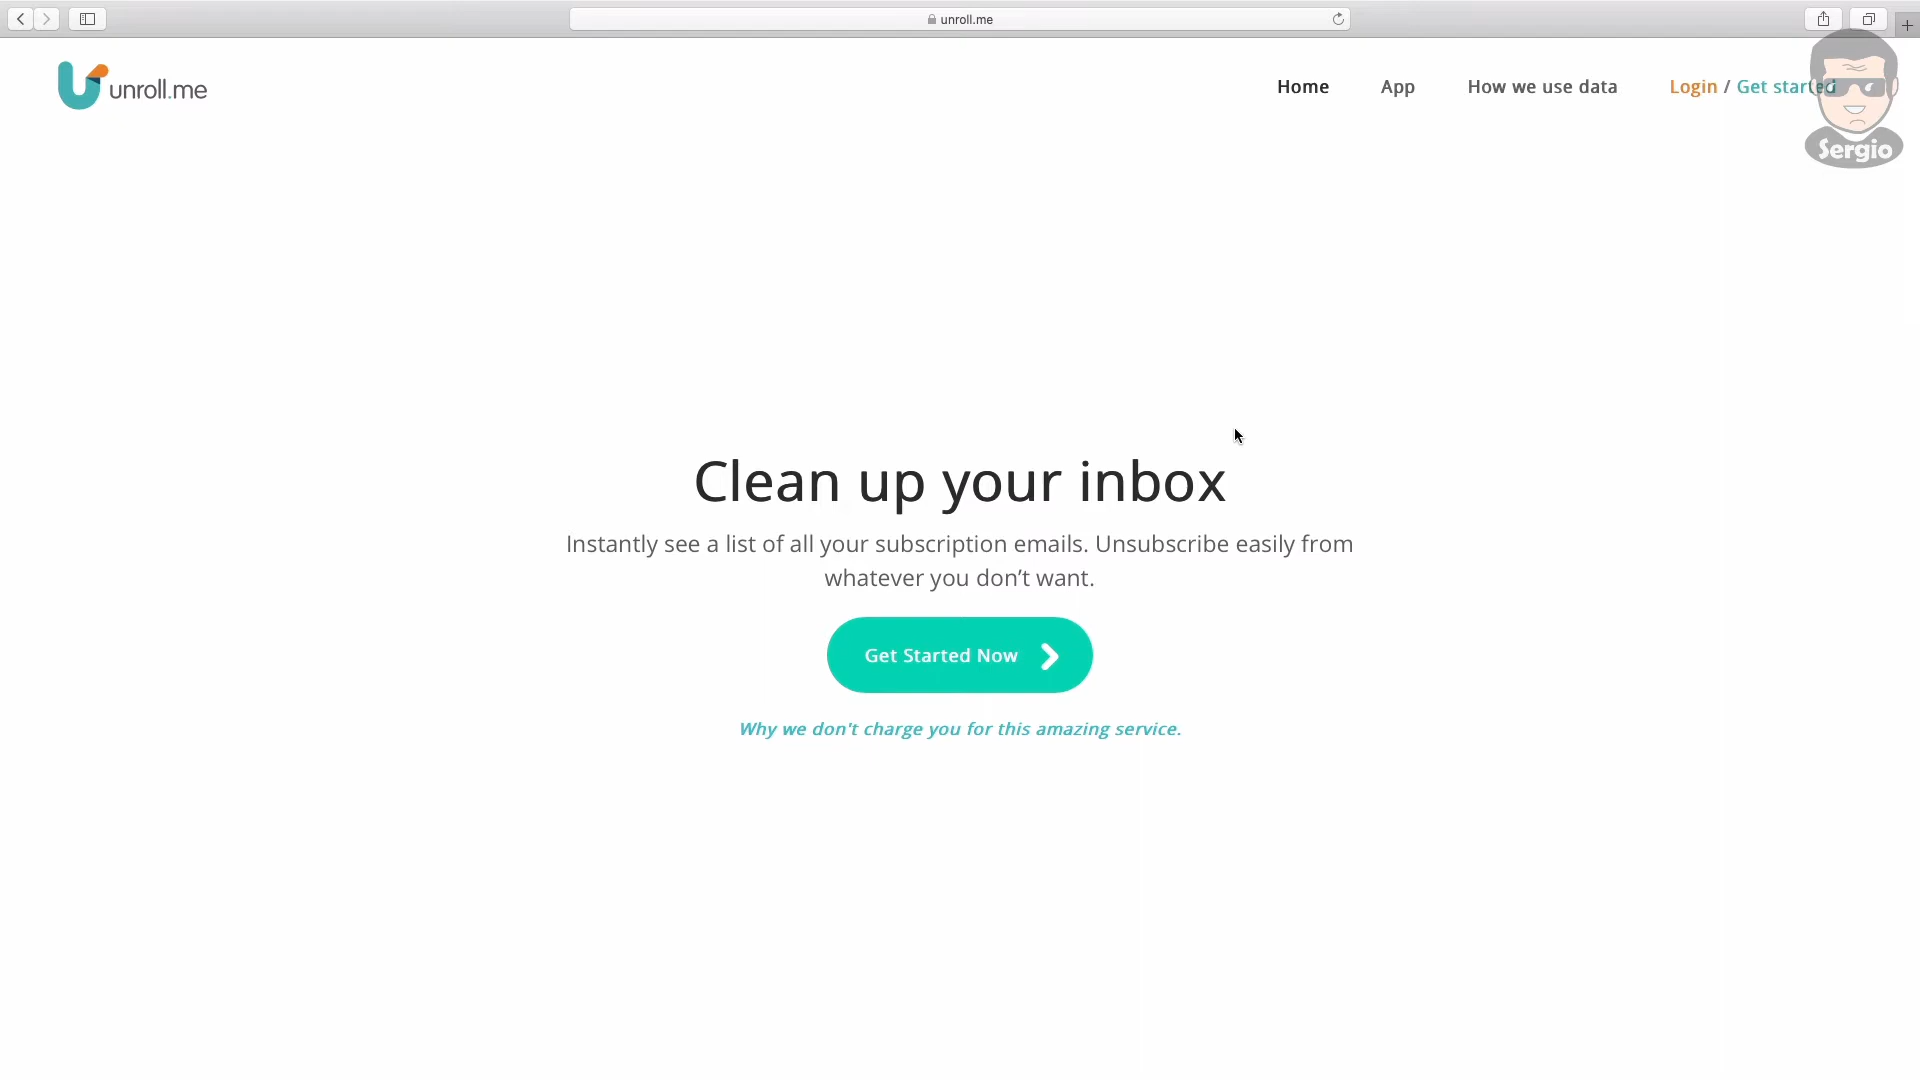 unroll.me
unroll.me
Home
App
How we use data
Login / Get started
Sergio
Clean up your inbox
Instantly see a list of all your subscription emails. Unsubscribe easily from
whatever you don’t want.
Get Started Now
Why we don't charge you for this amazing service.